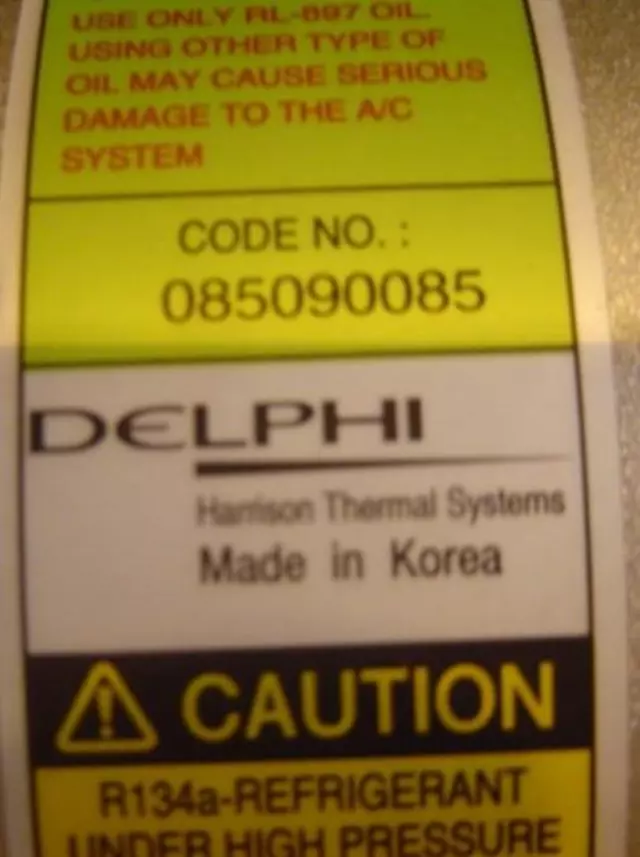 USE ONLY RL-897 OIL.
USING OTHER TYPE OF
OIL MAY CAUSE SERIOUS
DAMAGE TO THE A/C
SYSTEM
CODE NO. :
085090085
DELPHI
Harrison Thermal Systems
Made in Korea
CAUTION
R134a-REFRIGERANT
UNDER HIGH PRESSURE